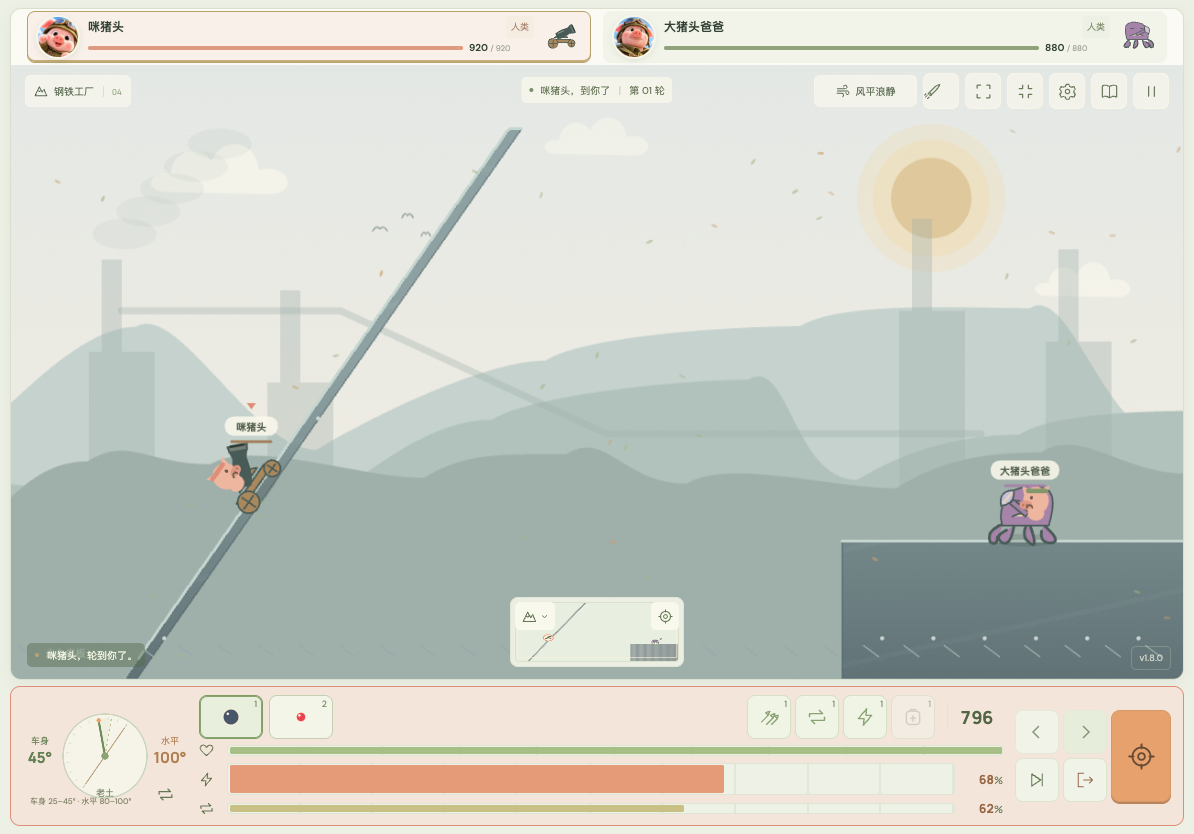 咪猪头
人类
920 / 920
大猪头爸爸
人类
880 / 880
钢铁工厂 04
咪猪头，到你了 | 第 01 轮
风平浪静
咪猪头
大猪头爸爸
咪猪头，轮到你了。
v1.8.0
1
2
1
1
1
1
796
车身
45°
水平
100°
老土
车身 25–45° · 水平 80–100°
68%
62%